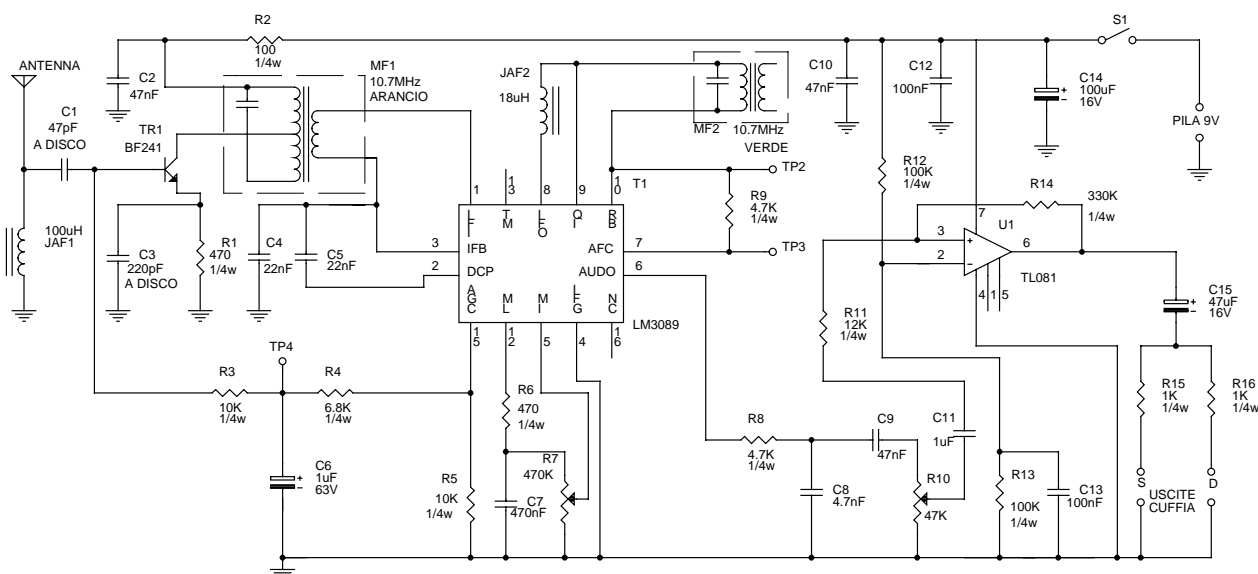 R2
100
1/4w
ANTENNA
C2
47nF
MF1
10.7MHz
ARANCIO
JAF2
18uH
MF2
10.7MHz
VERDE
C10
47nF
C12
100nF
S1
C14
100uF
16V
+
−
PILA 9V
C1
47pF
A DISCO
TR1
BF241
100uH
JAF1
C3
220pF
A DISCO
R1
470
1/4w
C4
22nF
C5
22nF
1
1
3
8
9
1
0
T1
L
F
I
T
M
L
F
O
Q
I
R
B
3
IFB
2
DCP
AFC
7
AUDO
6
A
G
C
M
L
M
I
L
F
G
N
C
LM3089
1
5
1
2
5
4
1
6
R9
4.7K
1/4w
TP2
TP3
R12
100K
1/4w
R14
330K
1/4w
7
U1
3
+
2
−
6
TL081
4
1
5
R11
12K
1/4w
C15
47uF
16V
+
−
TP4
R3
10K
1/4w
R4
6.8K
1/4w
C6
1uF
63V
+
−
R5
10K
1/4w
R6
470
1/4w
R7
470K
C7
470nF
R8
4.7K
1/4w
C8
4.7nF
C9
47nF
R10
47K
C11
1uF
R13
100K
1/4w
C13
100nF
R15
1K
1/4w
R16
1K
1/4w
S
D
USCITE
CUFFIA